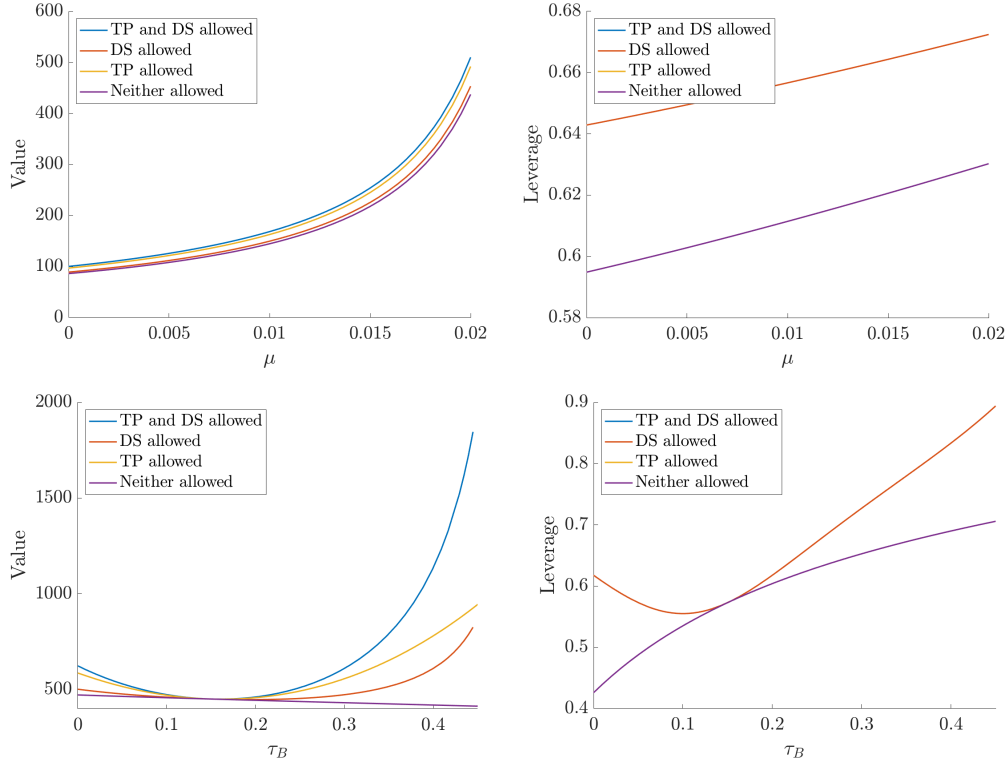 600
500
400
300
200
100
0
Value
TP and DS allowed
DS allowed
TP allowed
Neither allowed
0
0.005
0.01
0.015
0.02
μ
0.68
0.66
0.64
0.62
0.6
0.58
Leverage
TP and DS allowed
DS allowed
TP allowed
Neither allowed
0
0.005
0.01
0.015
0.02
μ
2000
1500
1000
500
Value
TP and DS allowed
DS allowed
TP allowed
Neither allowed
0
0.1
0.2
0.3
0.4
τ_B
0.9
0.8
0.7
0.6
0.5
0.4
Leverage
TP and DS allowed
DS allowed
TP allowed
Neither allowed
0
0.1
0.2
0.3
0.4
τ_B